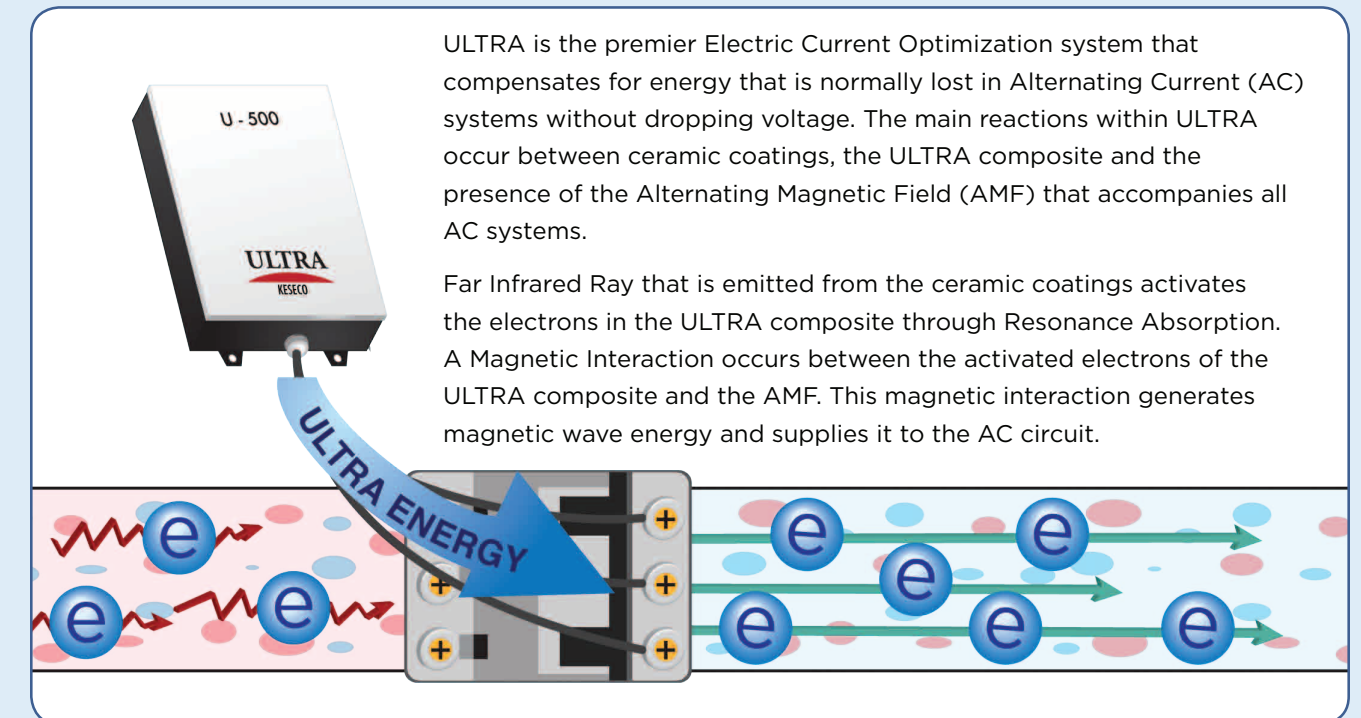 ULTRA is the premier Electric Current Optimization system that
compensates for energy that is normally lost in Alternating Current (AC)
systems without dropping voltage. The main reactions within ULTRA
occur between ceramic coatings, the ULTRA composite and the
presence of the Alternating Magnetic Field (AMF) that accompanies all
AC systems.
Far Infrared Ray that is emitted from the ceramic coatings activates
the electrons in the ULTRA composite through Resonance Absorption.
A Magnetic Interaction occurs between the activated electrons of the
ULTRA composite and the AMF. This magnetic interaction generates
magnetic wave energy and supplies it to the AC circuit.
U - 500
ULTRA
KESECO
ULTRA ENERGY
e
e
e
e
e
e
e
e
e